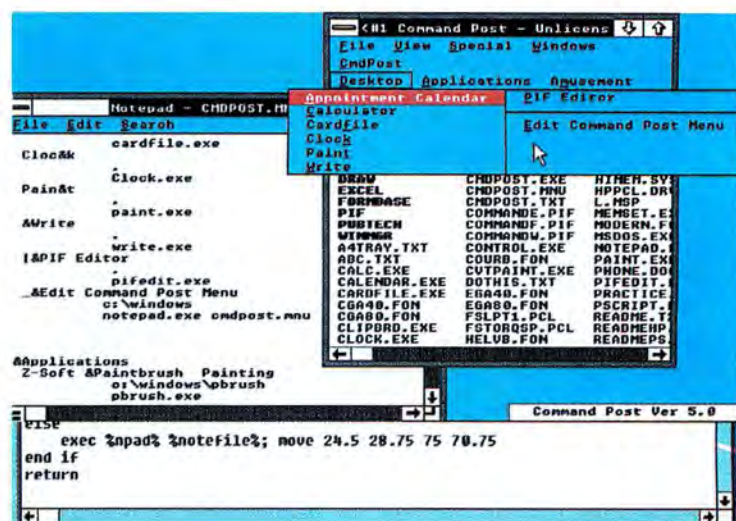 <#1 Command Post - Unlicens
File View Special Windows
CmdPost
Desktop Applications Amusement
Appointment Calendar
Calculator
Cardfile
Clock
Paint
Write
PIF Editor
Edit Command Post Menu
Notepad - CMDPOST.MN
File Edit Search
cardfile.exe
Cloc&k
.
Clock.exe
Pain&t
.
paint.exe
&Write
.
write.exe
|&PIF Editor
.
pifedit.exe
_&Edit Command Post Menu
c:\windows
notepad.exe cmdpost.mnu
&Applications
Z-Soft &Paintbrush Painting
c:\windows\pbrush
pbrush.exe
DRAW CMDPOST.EXE HIMEM.SYS
EXCEL CMDPOST.MNU HPPCL.DR
FORMBASE CMDPOST.TXT L.MSP
PIF COMMANDE.PIF MEMSET.E
PUBTECH COMMANDF.PIF MODERN.F
WINMGR COMMANDW.PIF MSDOS.EX
A4TRAY.TXT CONTROL.EXE NOTEPAD.
ABC.TXT COURB.FON PAINT.EX
CALC.EXE CVTPAINT.EXE PHONE.DO
CALENDAR.EXE DOTHIS.TXT PIFEDIT.
CARDFILE.EXE EGA40.FON PRACTICE.
CGA40.FON EGA80.FON PSCRIPT.
CGA80.FON FSLPT1.PCL README.T
CLIPBRD.EXE FSTORQSP.PCL READMEHP
CLOCK.EXE HELVB.FON READMEPS.
Command Post Ver 5.0
else
exec %npad% %notefile%; move 24.5 28.75 75 70.75
end if
return